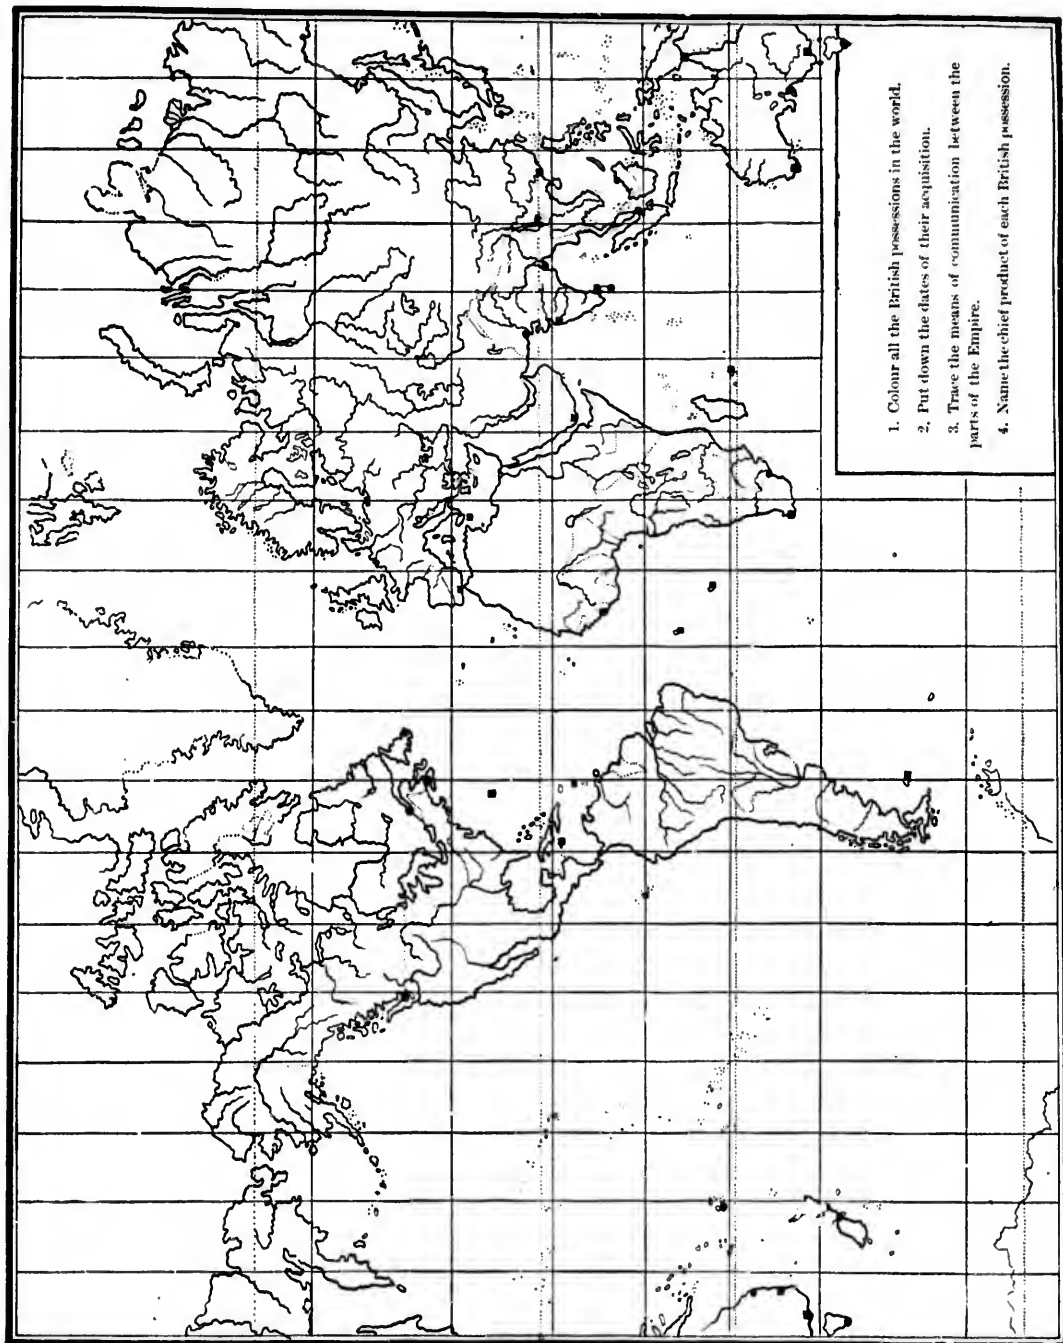 1. Colour all the British possessions in the world.
2. Put down the dates of their acquisition.
3. Trace the means of communication between the
parts of the Empire.
4. Name the chief product of each British possession.